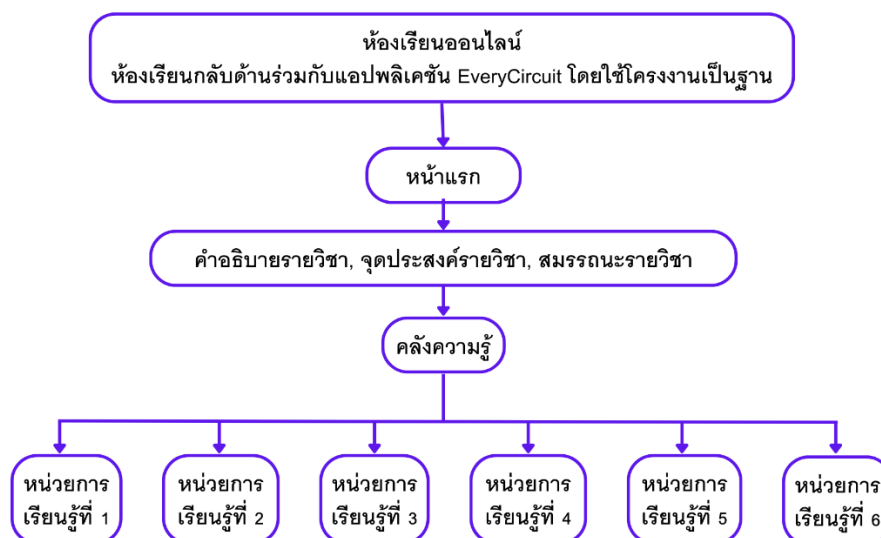 ห้องเรียนออนไลน์
ห้องเรียนกลับด้านร่วมกับแอปพลิเคชัน EveryCircuit โดยใช้โครงงานเป็นฐาน
หน้าแรก
คำอธิบายรายวิชา, จุดประสงค์รายวิชา, สมรรถนะรายวิชา
คลังความรู้
หน่วยการ
เรียนรู้ที่ 1
หน่วยการ
เรียนรู้ที่ 2
หน่วยการ
เรียนรู้ที่ 3
หน่วยการ
เรียนรู้ที่ 4
หน่วยการ
เรียนรู้ที่ 5
หน่วยการ
เรียนรู้ที่ 6